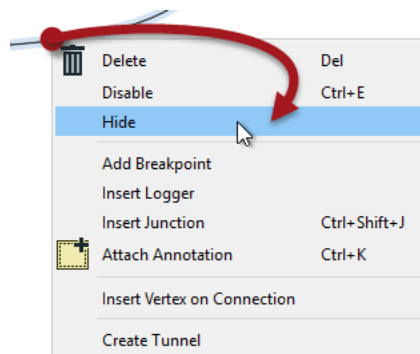 Delete Del
Disable Ctrl+E
Hide
Add Breakpoint
Insert Logger
Insert Junction Ctrl+Shift+J
Attach Annotation Ctrl+K
Insert Vertex on Connection
Create Tunnel